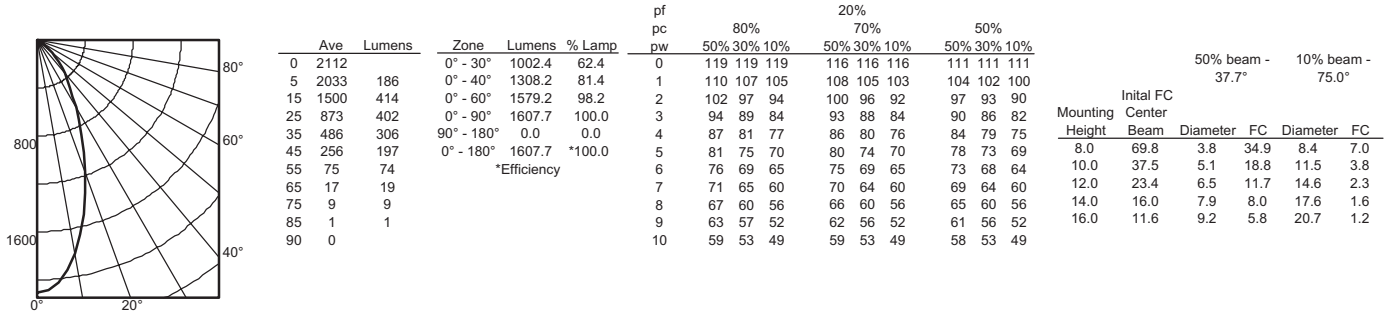 80°
60°
40°
800
1600
0° 20°
Ave Lumens
0 2112
5 2033 186
15 1500 414
25 873 402
35 486 306
45 256 197
55 75 74
65 17 19
75 9 9
85 1 1
90 0
Zone Lumens % Lamp
0° - 30° 1002.4 62.4
0° - 40° 1308.2 81.4
0° - 60° 1579.2 98.2
0° - 90° 1607.7 100.0
90° - 180° 0.0 0.0
0° - 180° 1607.7 *100.0
*Efficiency
pf 20%
pc 80% 70% 50%
pw 50% 30% 10% 50% 30% 10% 50% 30% 10%
0 119 119 119 116 116 116 111 111 111
1 110 107 105 108 105 103 104 102 100
2 102 97 94 100 96 92 97 93 90
3 94 89 84 93 88 84 90 86 82
4 87 81 77 86 80 76 84 79 75
5 81 75 70 80 74 70 78 73 69
6 76 69 65 75 69 65 73 68 64
7 71 65 60 70 64 60 69 64 60
8 67 60 56 66 60 56 65 60 56
9 63 57 52 62 56 52 61 56 52
10 59 53 49 59 53 49 58 53 49
50% beam - 10% beam -
37.7° 75.0°
Inital FC
Mounting Center
Height Beam Diameter FC Diameter FC
8.0 69.8 3.8 34.9 8.4 7.0
10.0 37.5 5.1 18.8 11.5 3.8
12.0 23.4 6.5 11.7 14.6 2.3
14.0 16.0 7.9 8.0 17.6 1.6
16.0 11.6 9.2 5.8 20.7 1.2